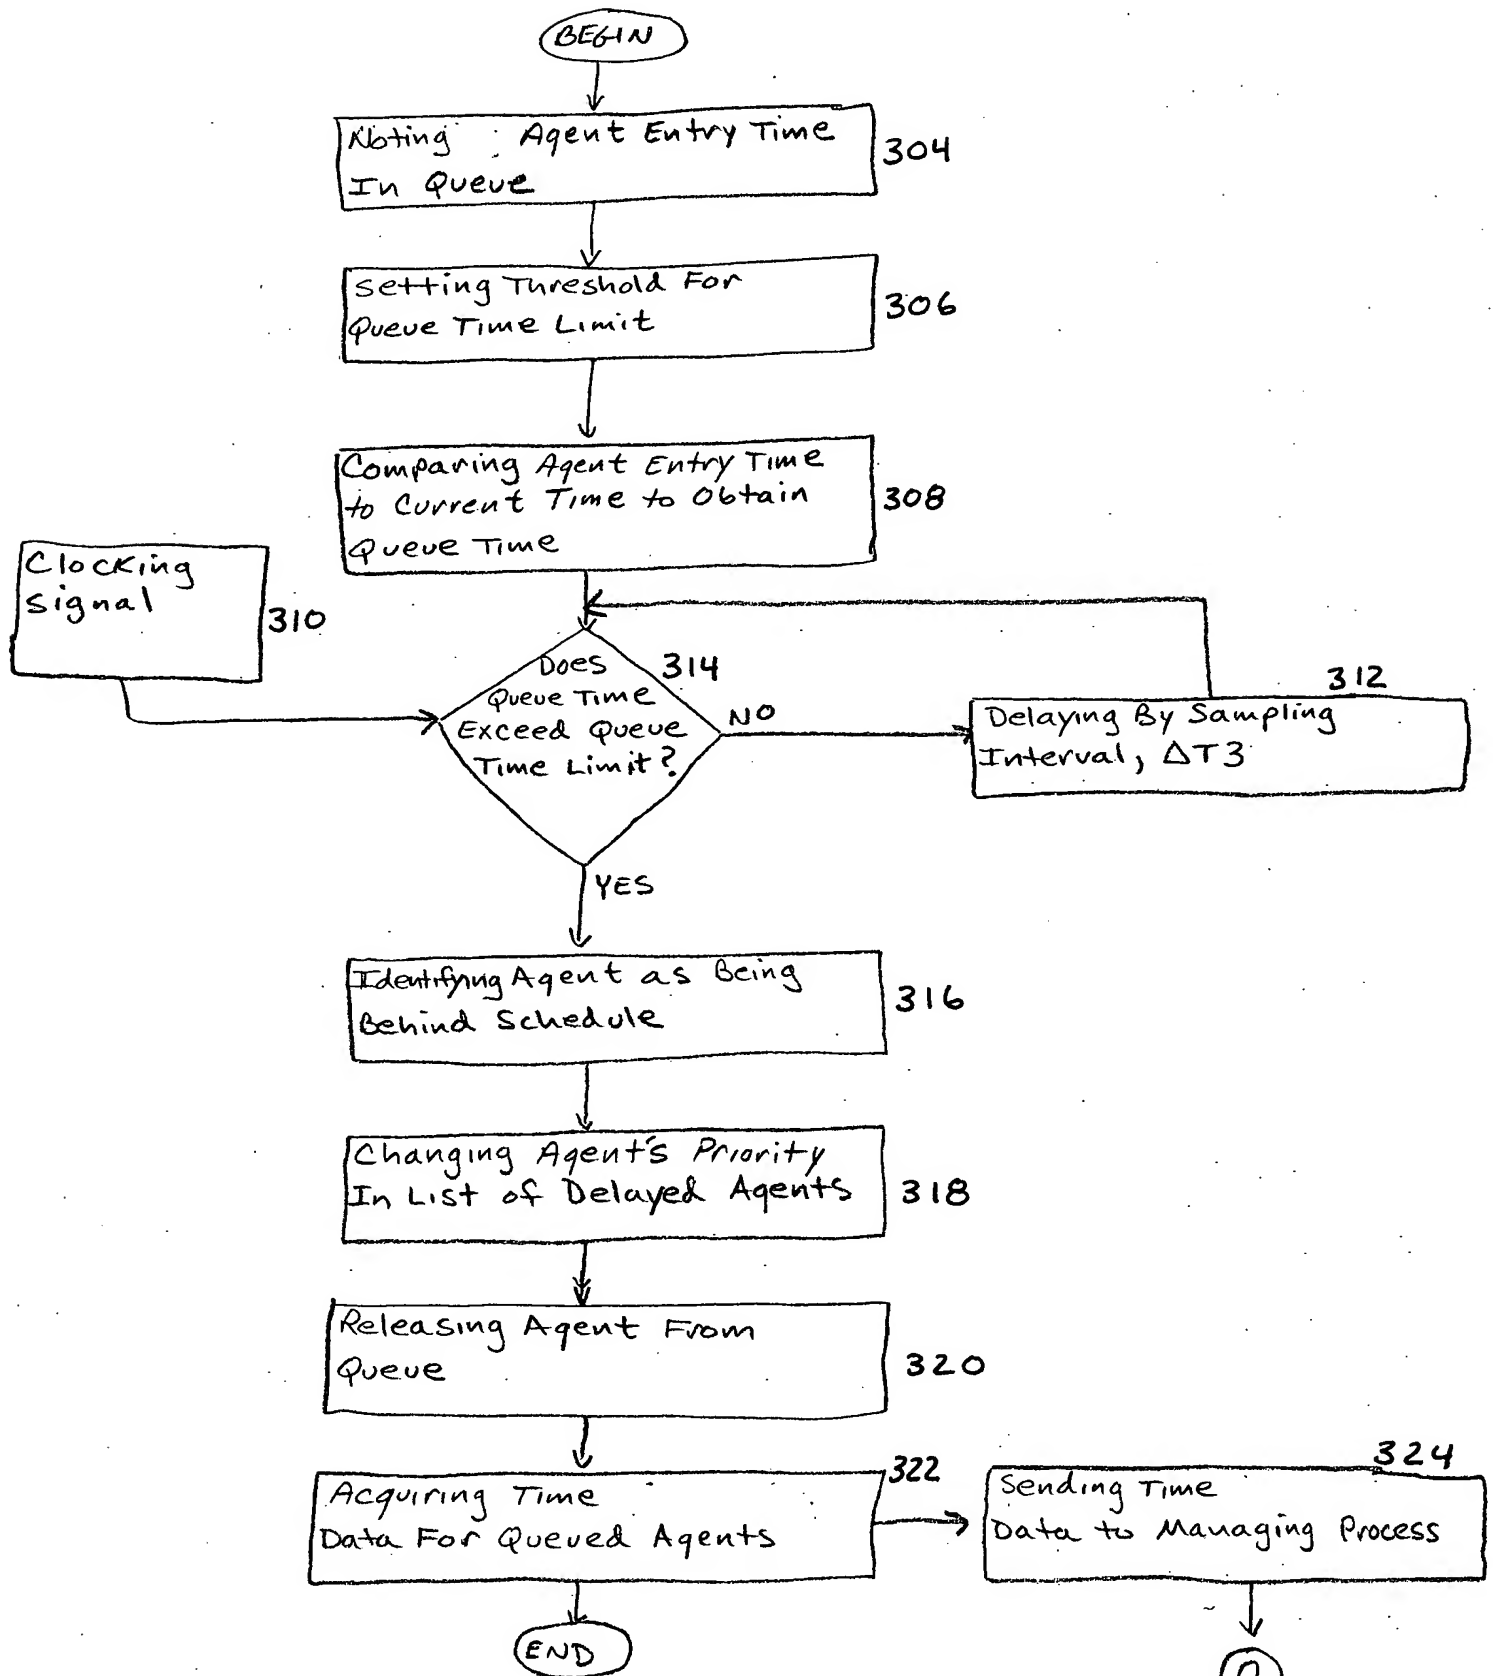 BEGIN
Noting Agent Entry Time
In Queue
304
Setting Threshold For
Queue Time Limit
306
Comparing Agent Entry Time
to Current Time to Obtain
Queue Time
308
Clocking
Signal
310
Does
Queue Time
Exceed Queue
Time Limit?
314
NO
312
Delaying By Sampling
Interval, ΔT3
YES
Identifying Agent as Being
Behind Schedule
316
Changing Agent's Priority
In List of Delayed Agents
318
Releasing Agent From
Queue
320
Acquiring Time
Data For Queued Agents
322
324
Sending Time
Data to Managing Process
END